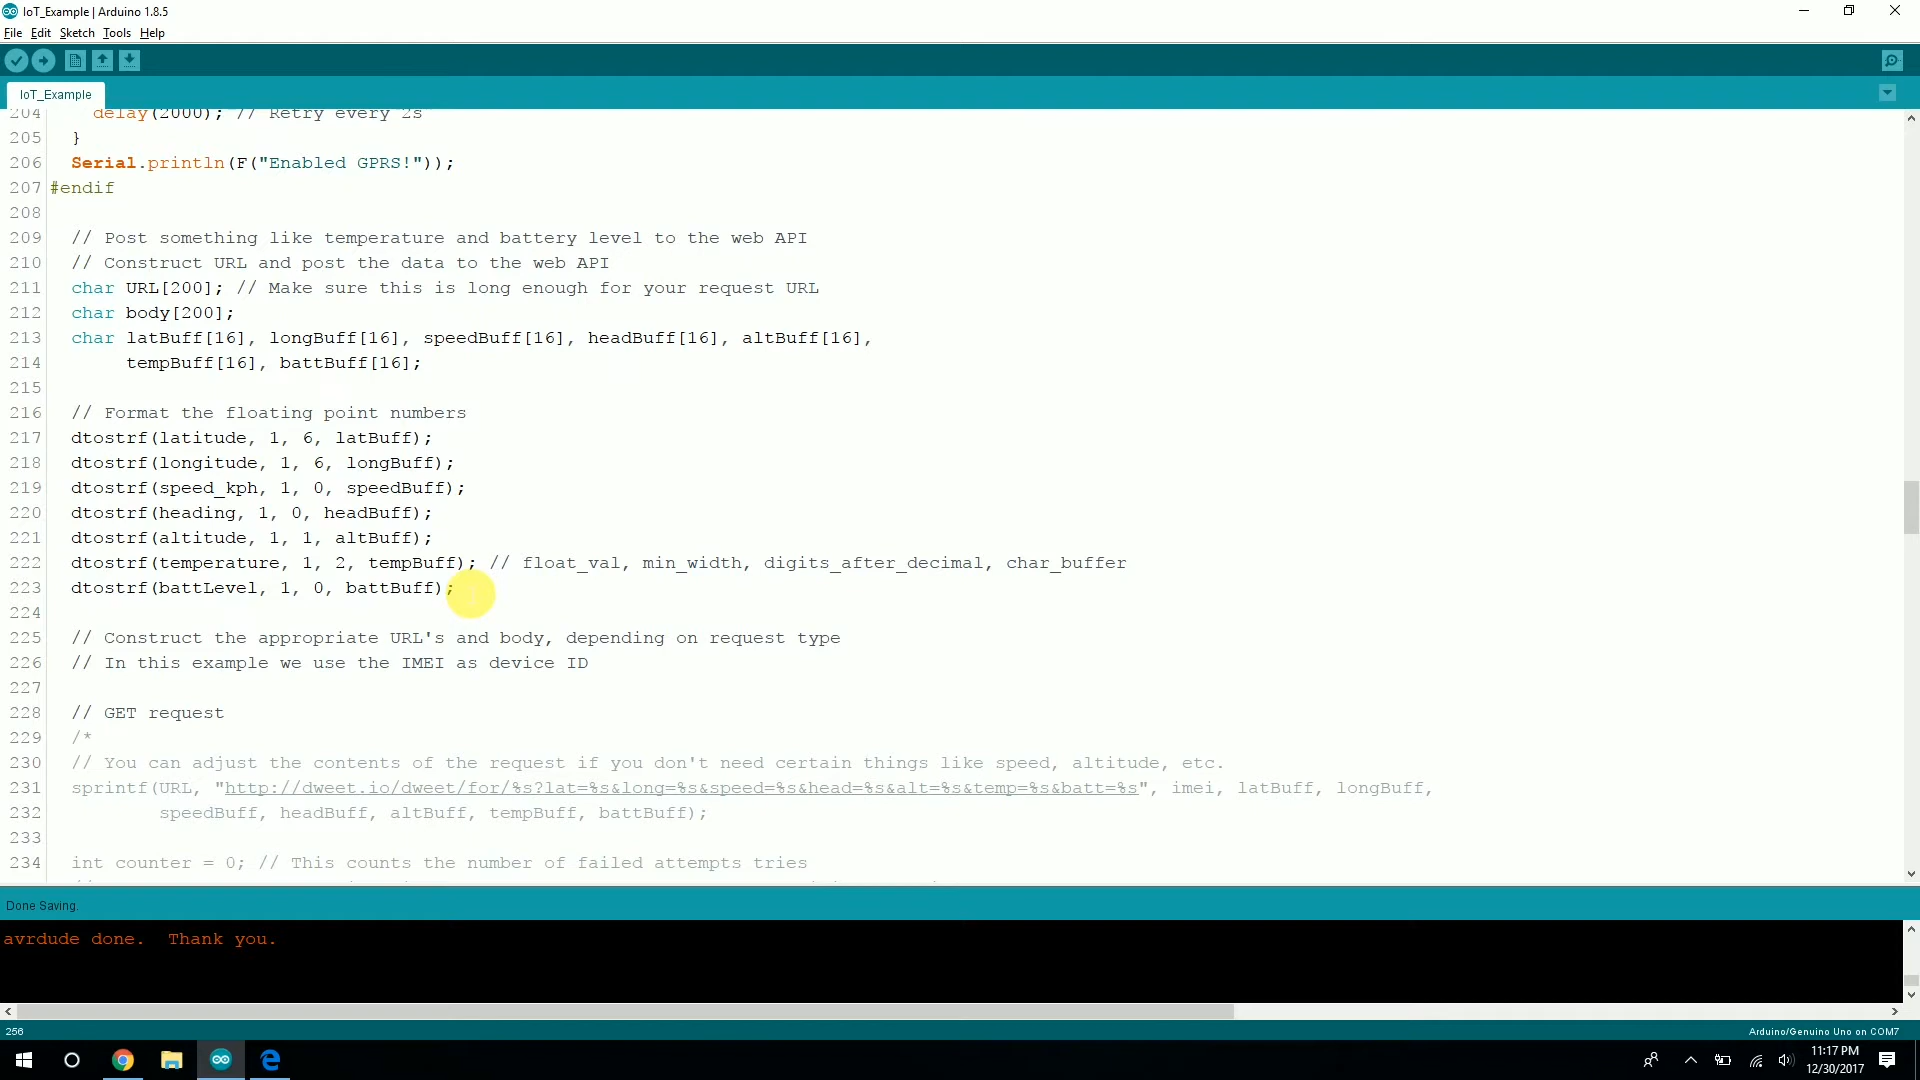 IoT_Example | Arduino 1.8.5
File Edit Sketch Tools Help
IoT_Example
204 delay(2000); // Retry every 2s
205 }
206 Serial.println(F("Enabled GPRS!"));
207 #endif
208
209 // Post something like temperature and battery level to the web API
210 // Construct URL and post the data to the web API
211 char URL[200]; // Make sure this is long enough for your request URL
212 char body[200];
213 char latBuff[16], longBuff[16], speedBuff[16], headBuff[16], altBuff[16],
214 tempBuff[16], battBuff[16];
215
216 // Format the floating point numbers
217 dtostrf(latitude, 1, 6, latBuff);
218 dtostrf(longitude, 1, 6, longBuff);
219 dtostrf(speed_kph, 1, 0, speedBuff);
220 dtostrf(heading, 1, 0, headBuff);
221 dtostrf(altitude, 1, 1, altBuff);
222 dtostrf(temperature, 1, 2, tempBuff); // float_val, min_width, digits_after_decimal, char_buffer
223 dtostrf(battLevel, 1, 0, battBuff);
224
225 // Construct the appropriate URL's and body, depending on request type
226 // In this example we use the IMEI as device ID
227
228 // GET request
229 /*
230 // You can adjust the contents of the request if you don't need certain things like speed, altitude, etc.
231 sprintf(URL, "http://dweet.io/dweet/for/%s?lat=%s&long=%s&speed=%s&head=%s&alt=%s&temp=%s&batt=%s", imei, latBuff, longBuff,
232 speedBuff, headBuff, altBuff, tempBuff, battBuff);
233
234 int counter = 0; // This counts the number of failed attempts tries
Done Saving.
avrdude done. Thank you.
256
Arduino/Genuino Uno on COM7
11:17 PM
12/30/2017